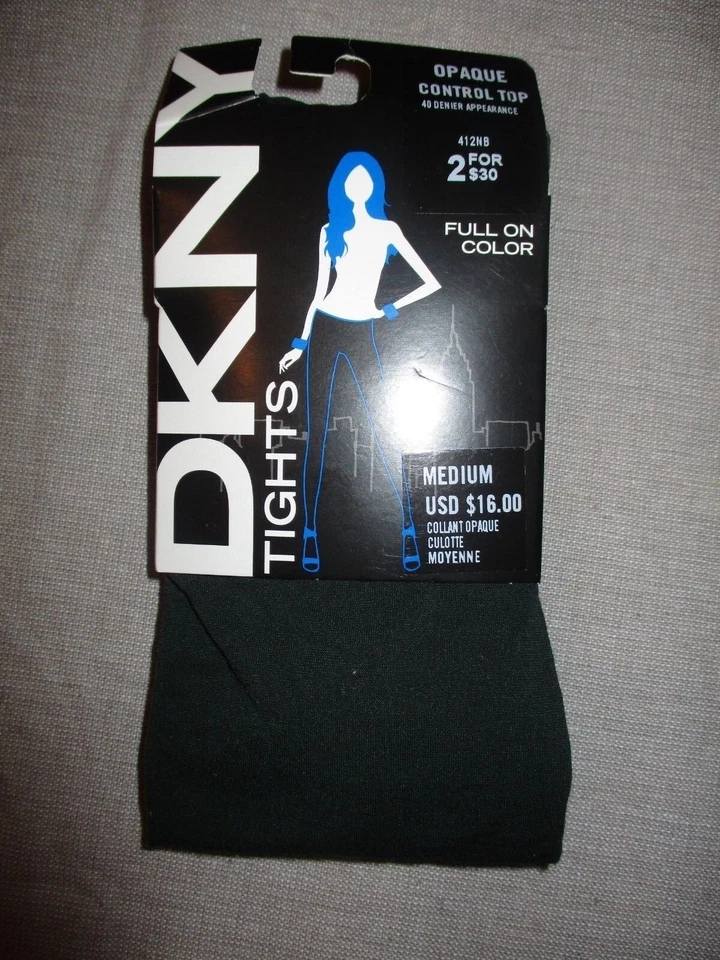 DKNY
TIGHTS
OPAQUE
CONTROL TOP
40 DENIER APPEARANCE
412NB
2 FOR
$30
FULL ON
COLOR
MEDIUM
USD $16.00
COLLANT OPAQUE
CULOTTE
MOYENNE